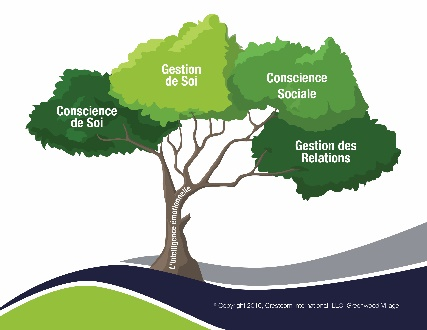 Gestion
de Soi
Conscience
Sociale
Conscience
de Soi
Gestion des
Relations
L'intelligence émotionnelle
© Copyright 2010, Crestcom International, LLC, Greenwood Village